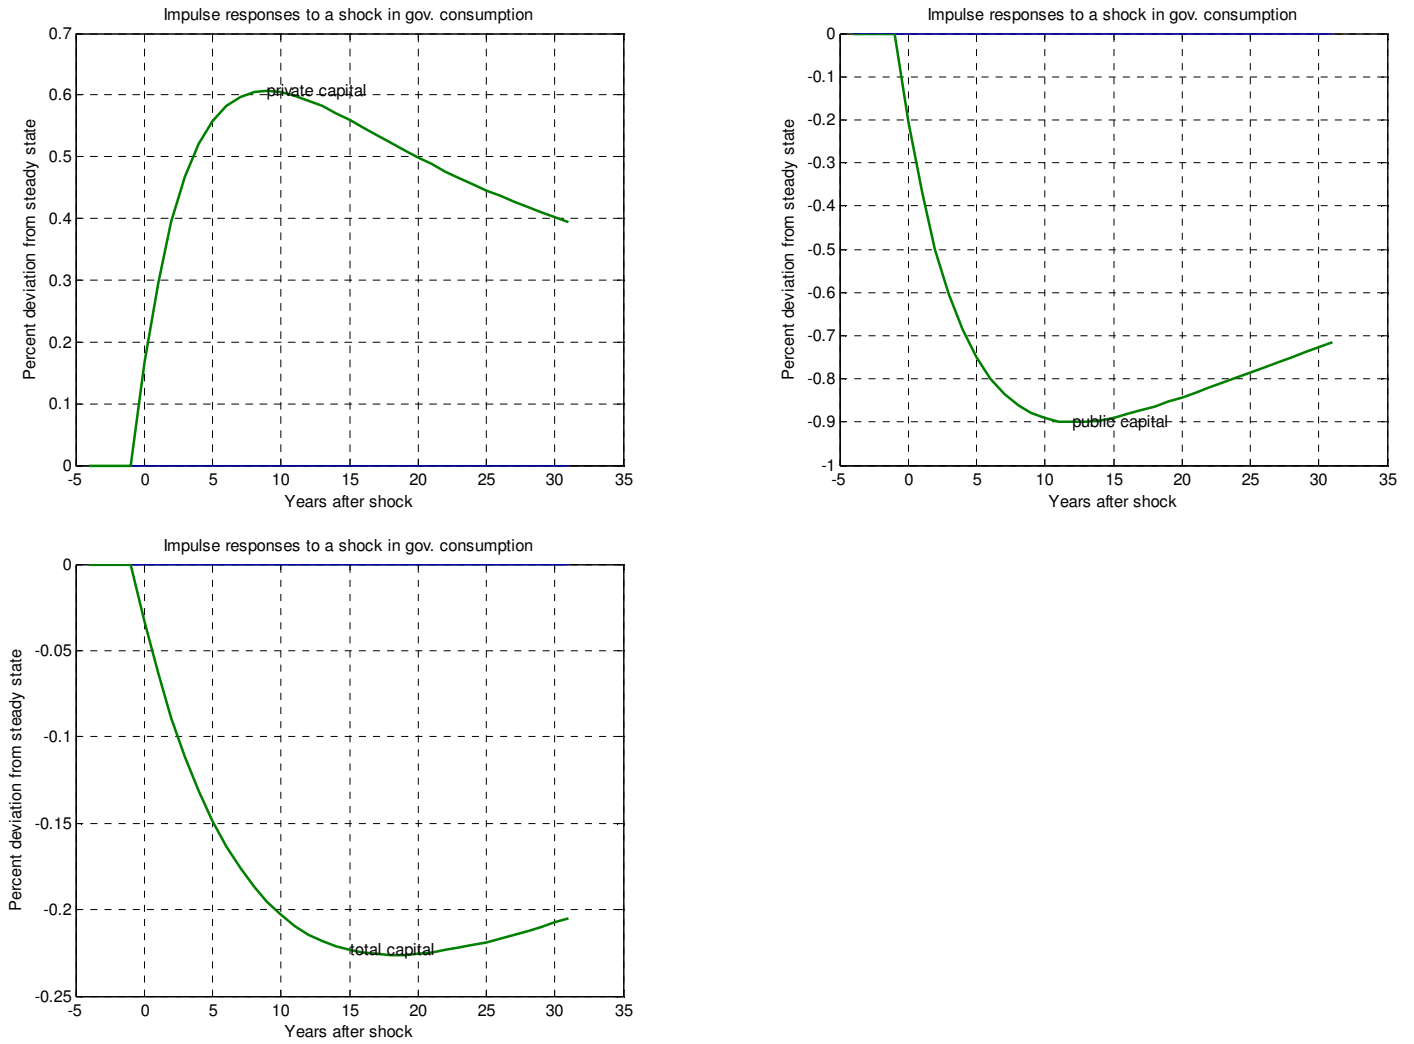 Impulse responses to a shock in gov. consumption
0.7
0.6
0.5
0.4
0.3
0.2
0.1
0
Percent deviation from steady state
private capital
-5 0 5 10 15 20 25 30 35
Years after shock
Impulse responses to a shock in gov. consumption
0
-0.1
-0.2
-0.3
-0.4
-0.5
-0.6
-0.7
-0.8
-0.9
-1
Percent deviation from steady state
public capital
-5 0 5 10 15 20 25 30 35
Years after shock
Impulse responses to a shock in gov. consumption
0
-0.05
-0.1
-0.15
-0.2
-0.25
Percent deviation from steady state
total capital
-5 0 5 10 15 20 25 30 35
Years after shock